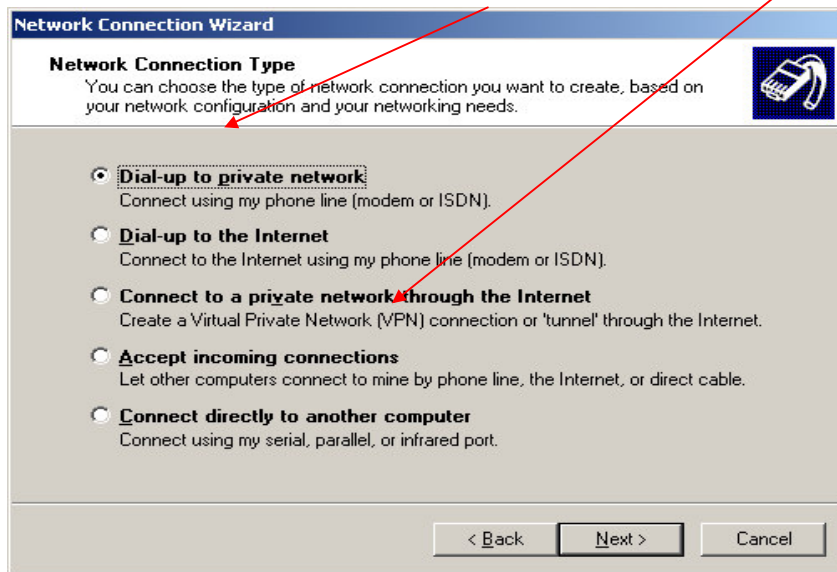 Network Connection Wizard
Network Connection Type
You can choose the type of network connection you want to create, based on
your network configuration and your networking needs.
Dial-up to private network
Connect using my phone line (modem or ISDN).
Dial-up to the Internet
Connect to the Internet using my phone line (modem or ISDN).
Connect to a private network through the Internet
Create a Virtual Private Network (VPN) connection or 'tunnel' through the Internet.
Accept incoming connections
Let other computers connect to mine by phone line, the Internet, or direct cable.
Connect directly to another computer
Connect using my serial, parallel, or infrared port.
< Back Next > Cancel